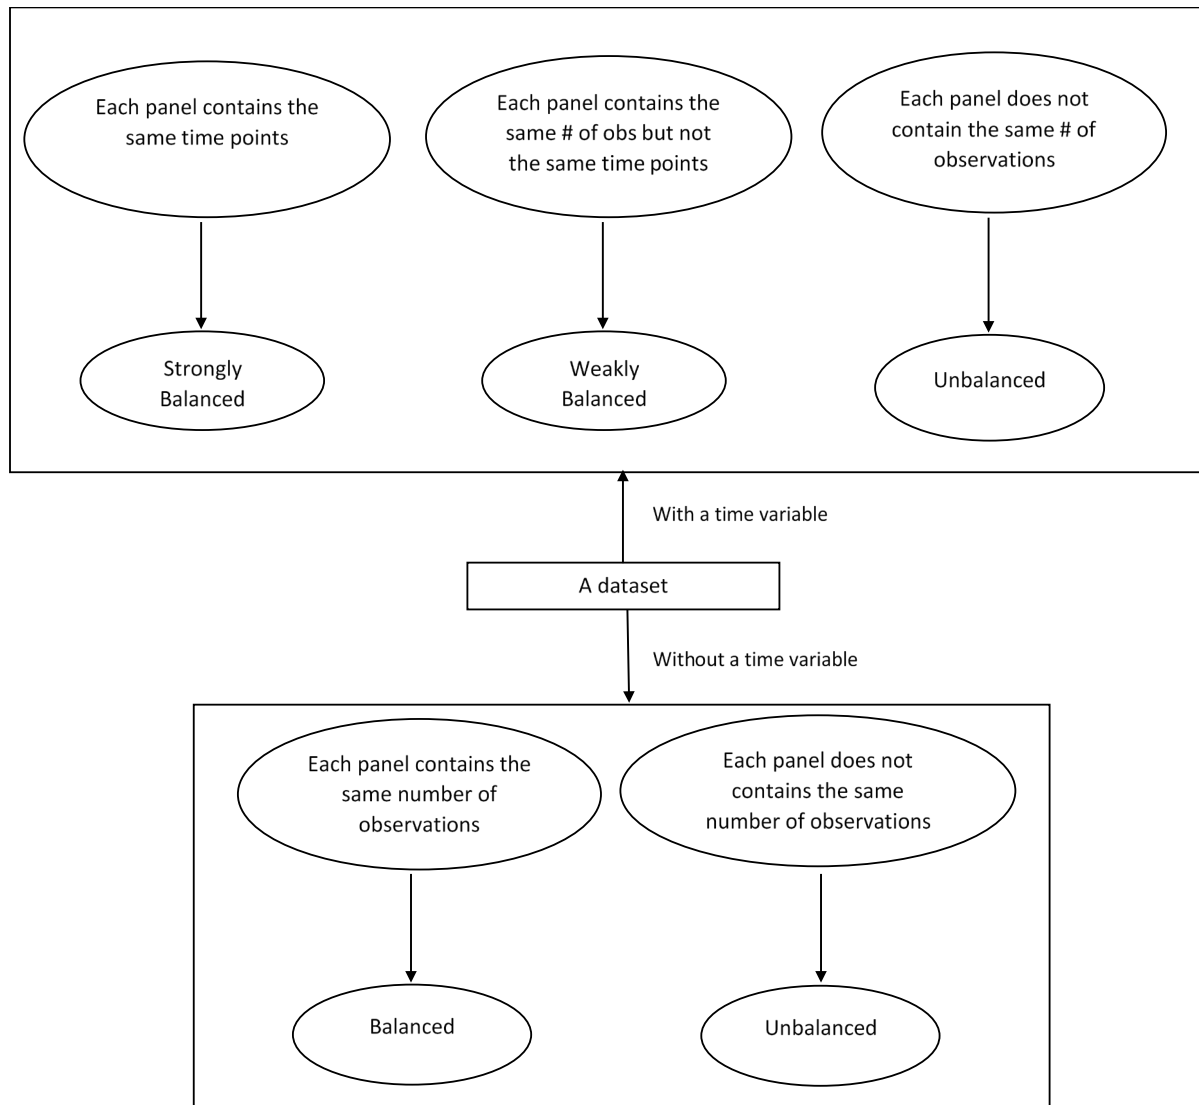 Each panel contains the
same time points
Each panel contains the
same # of obs but not
the same time points
Each panel does not
contain the same # of
observations
Strongly
Balanced
Weakly
Balanced
Unbalanced
With a time variable
A dataset
Without a time variable
Each panel contains the
same number of
observations
Each panel does not
contains the same
number of observations
Balanced
Unbalanced